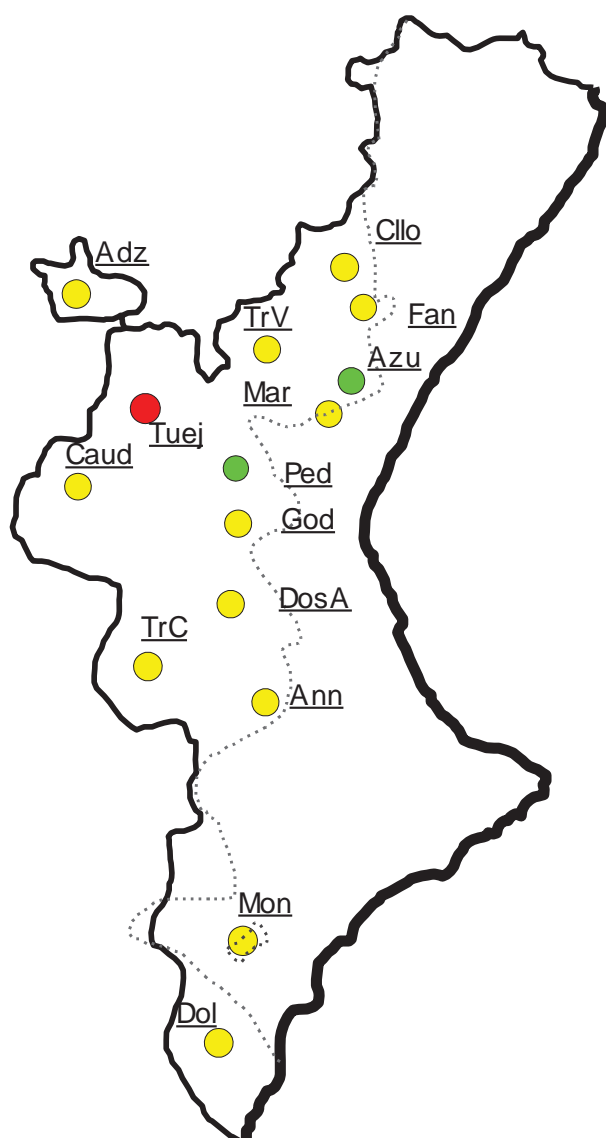 Cllo
Adz
Fan
TrV
Azu
Mar
Tuej
Caud
Ped
God
DosA
TrC
Ann
Mon
Dol